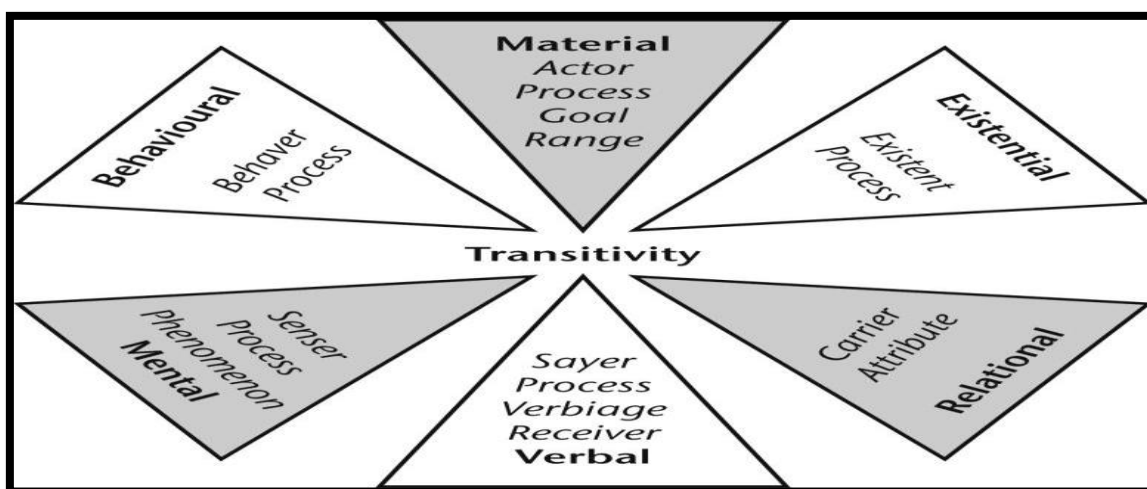 Material
Actor
Process
Goal
Range
Behavioural
Behaver
Process
Existential
Existent
Process
Transitivity
Senser
Process
Phenomenon
Mental
Sayer
Process
Verbiage
Receiver
Verbal
Carrier
Attribute
Relational